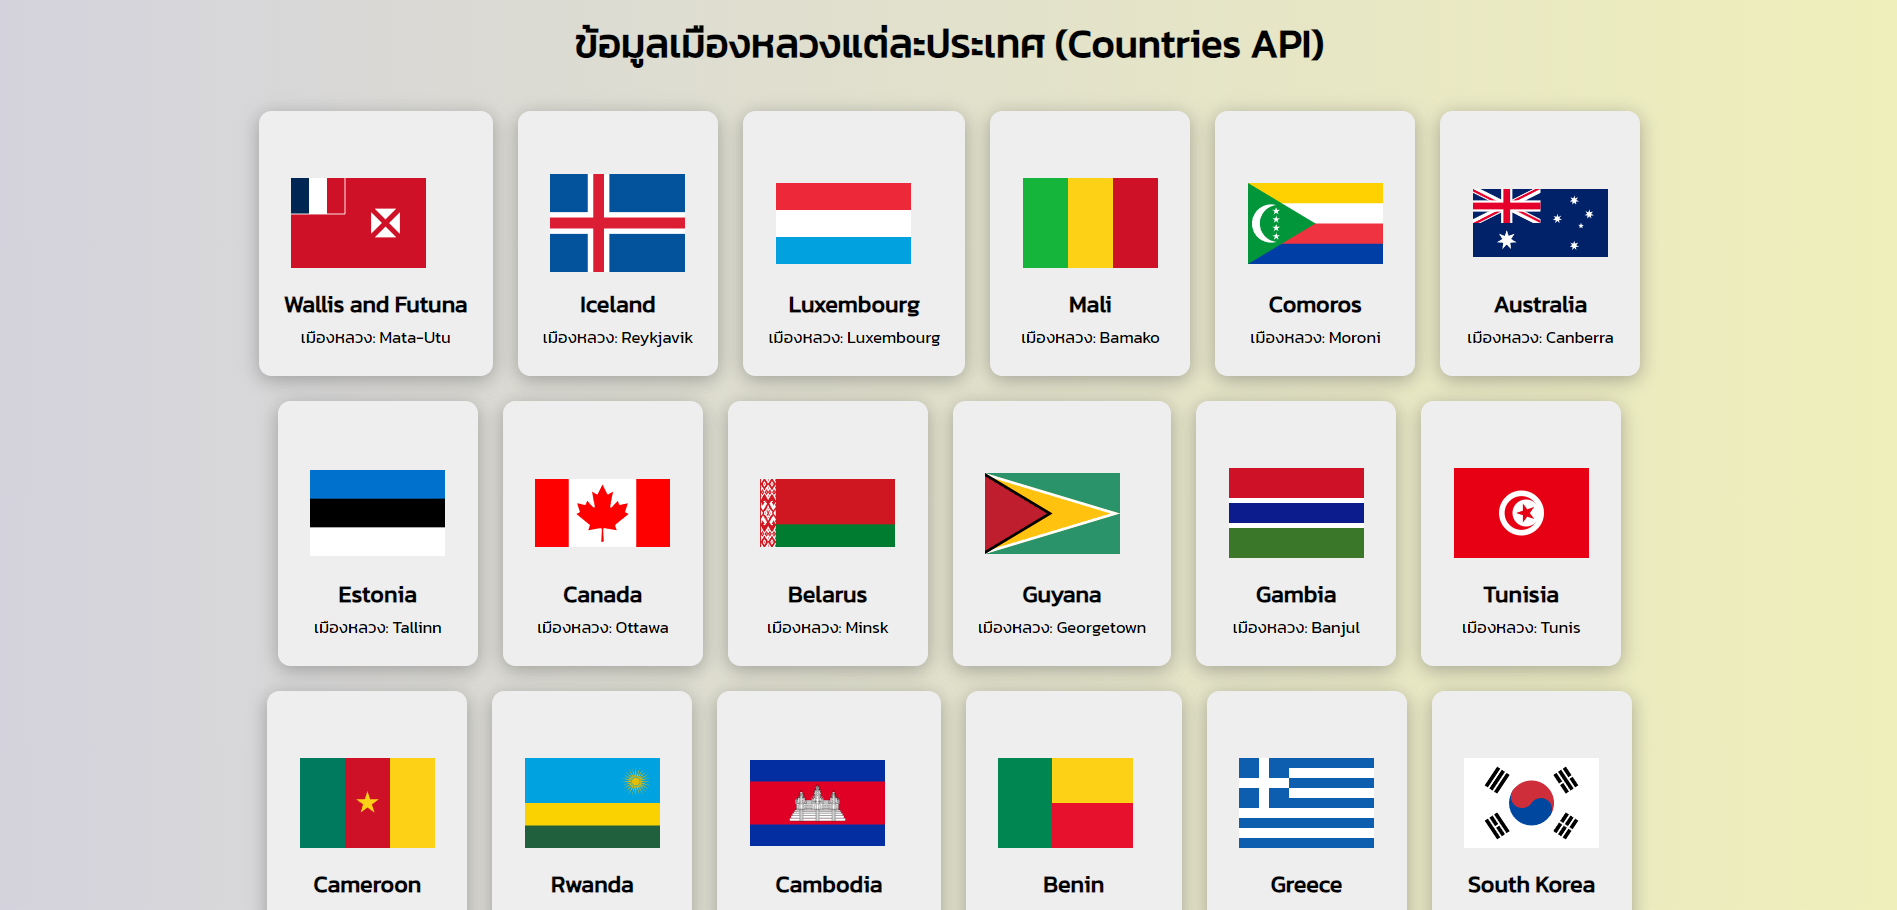 ข้อมูลเมืองหลวงแต่ละประเทศ (Countries API)
Wallis and Futuna
เมืองหลวง: Mata-Utu
Iceland
เมืองหลวง: Reykjavik
Luxembourg
เมืองหลวง: Luxembourg
Mali
เมืองหลวง: Bamako
Comoros
เมืองหลวง: Moroni
Australia
เมืองหลวง: Canberra
Estonia
เมืองหลวง: Tallinn
Canada
เมืองหลวง: Ottawa
Belarus
เมืองหลวง: Minsk
Guyana
เมืองหลวง: Georgetown
Gambia
เมืองหลวง: Banjul
Tunisia
เมืองหลวง: Tunis
Cameroon
Rwanda
Cambodia
Benin
Greece
South Korea